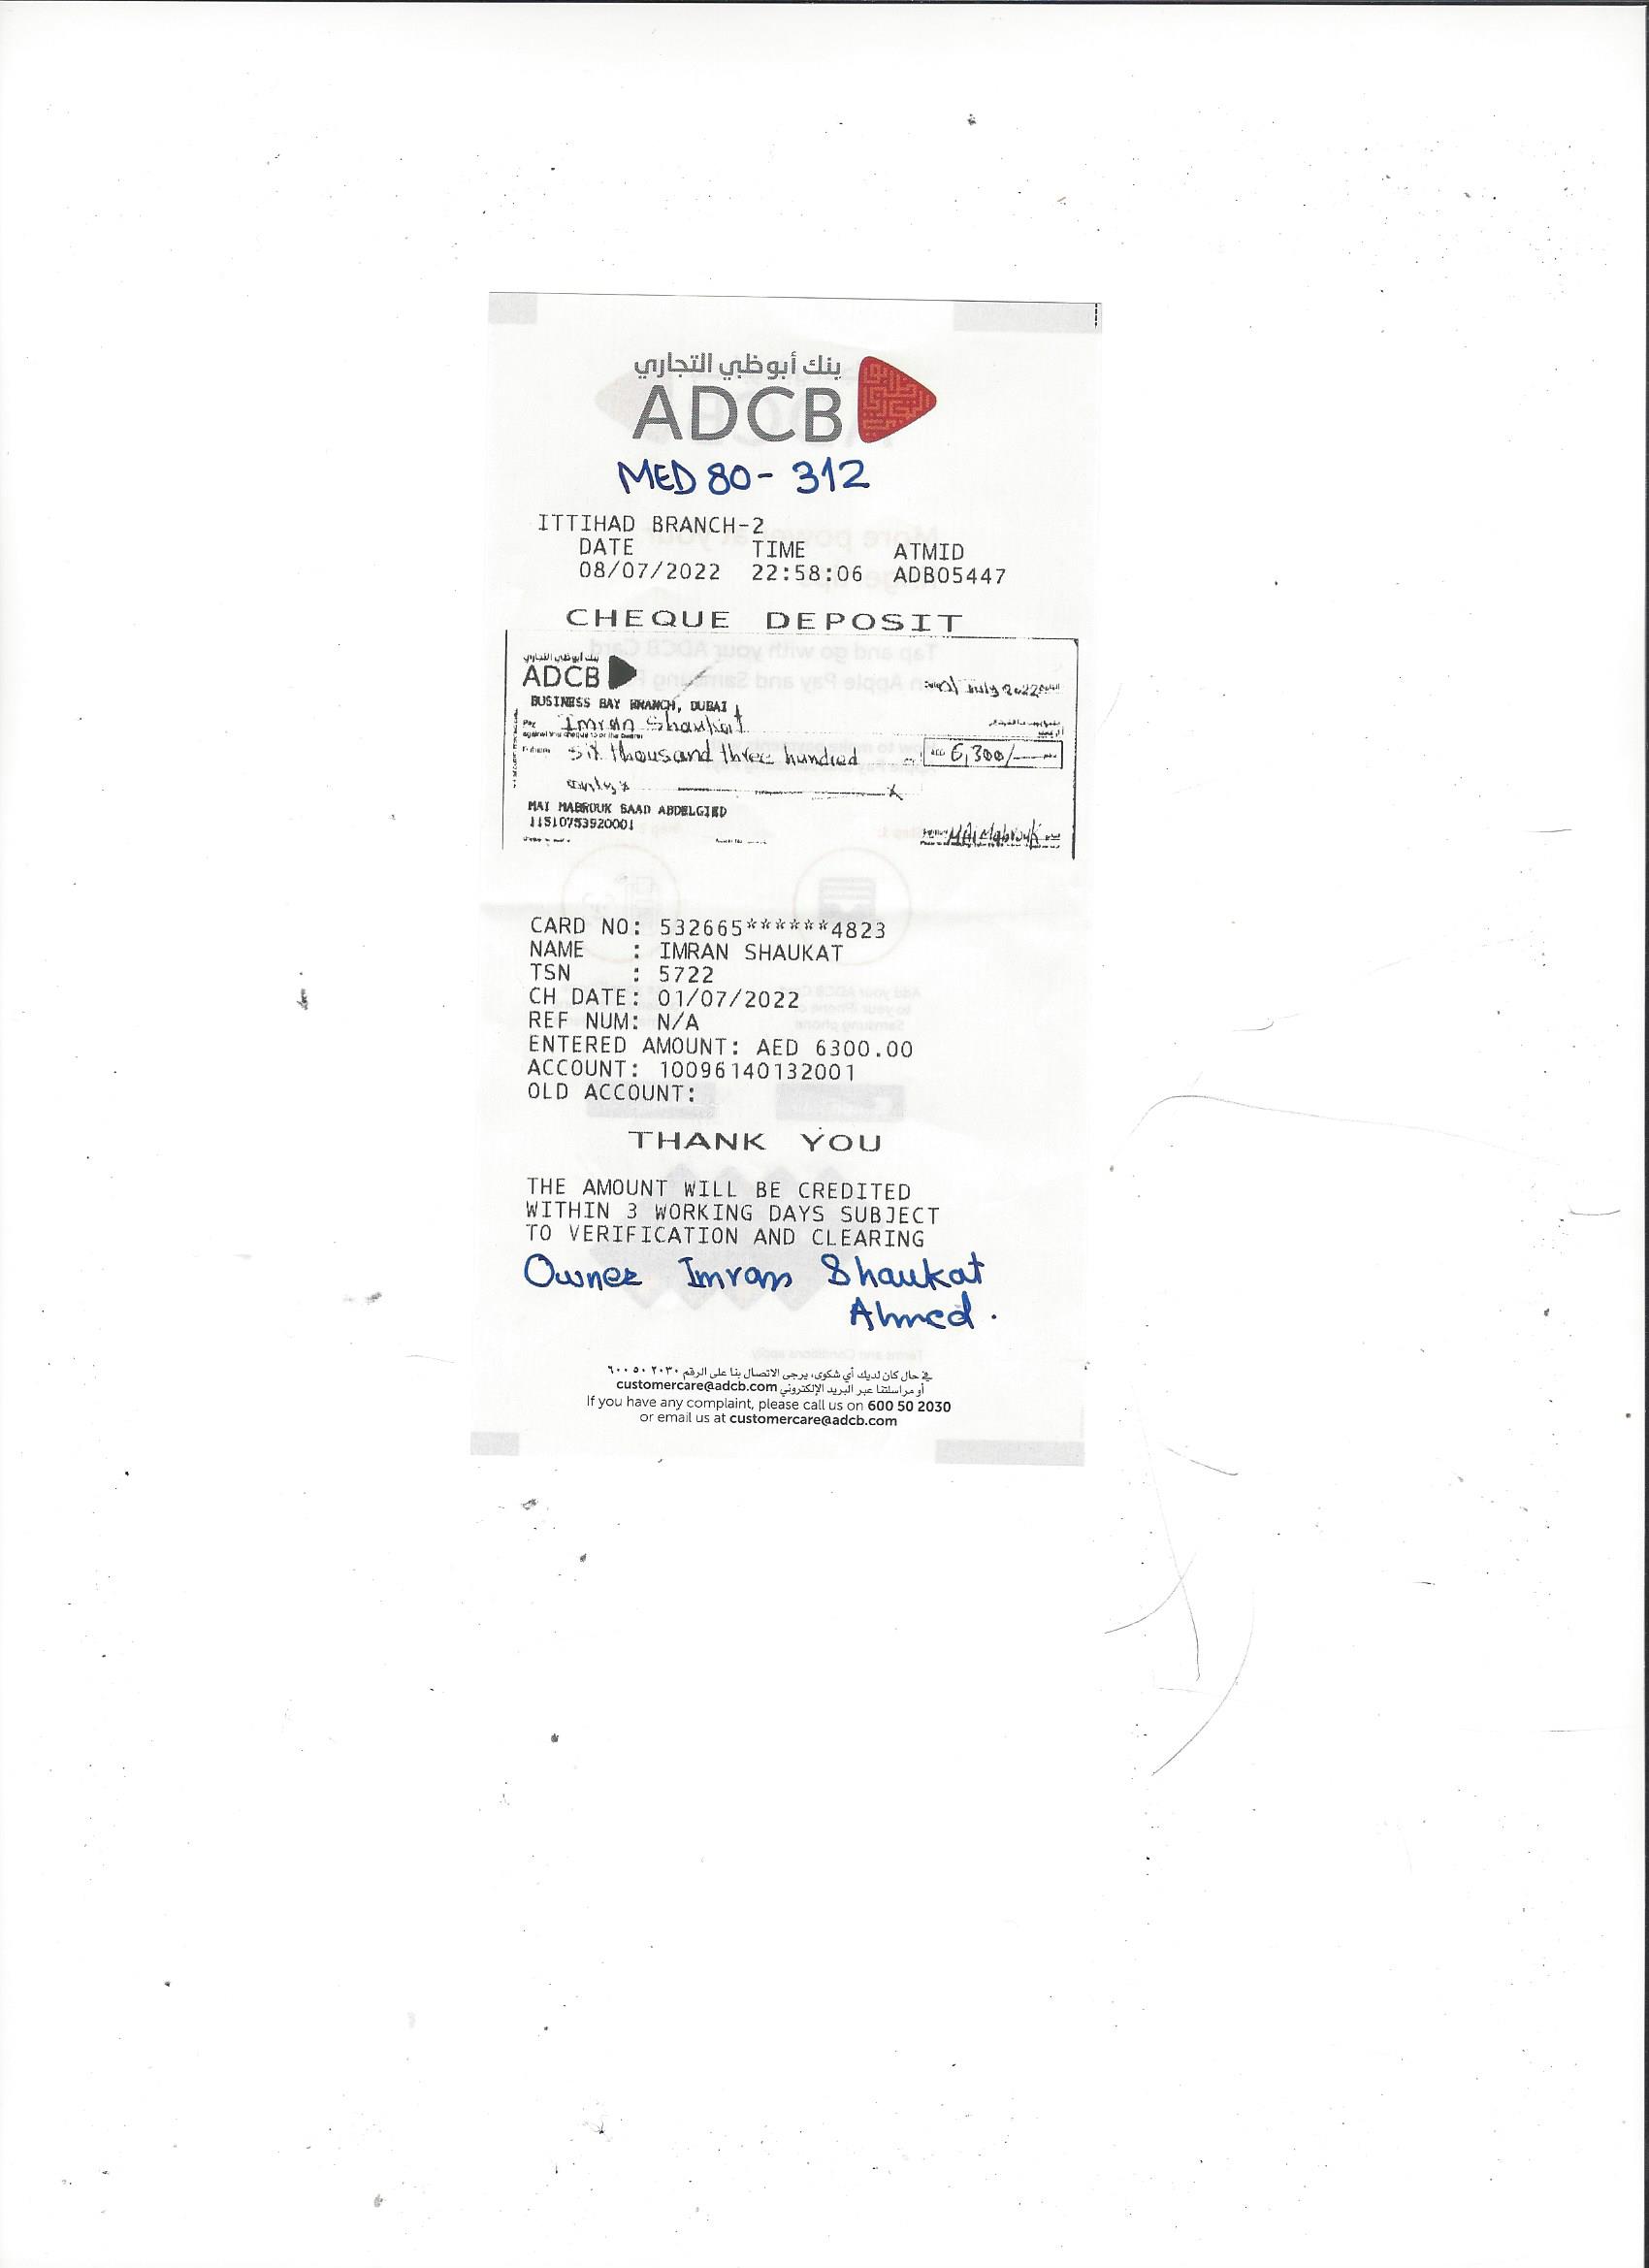 بنك أبوظبي التجاري
ADCB
MED 80- 312
ITTIHAD BRANCH-2
DATE TIME ATMID
08/07/2022 22:58:06 ADB05447
CHEQUE DEPOSIT
بنك أبوظبي التجاري
ADCB
July 2022
BUSINESS BAY BRANCH, DUBAI
Pay Imran Shaukat
Six thousand three hundred 6,300/-
only
MAI MABROUK SAAD ABDELGIED
11510753920001
CARD NO: 532665******4823
NAME : IMRAN SHAUKAT
TSN : 5722
CH DATE: 01/07/2022
REF NUM: N/A
ENTERED AMOUNT: AED 6300.00
ACCOUNT: 10096140132001
OLD ACCOUNT:
THANK YOU
THE AMOUNT WILL BE CREDITED
WITHIN 3 WORKING DAYS SUBJECT
TO VERIFICATION AND CLEARING
Owner Imran Shaukat
Ahmed.
في حال كان لديك أي شكوى، يرجى الاتصال بنا على الرقم ٦٠٠ ٥٠ ٢٠٣٠
أو مراسلتنا عبر البريد الإلكتروني customercare@adcb.com
If you have any complaint, please call us on 600 50 2030
or email us at customercare@adcb.com